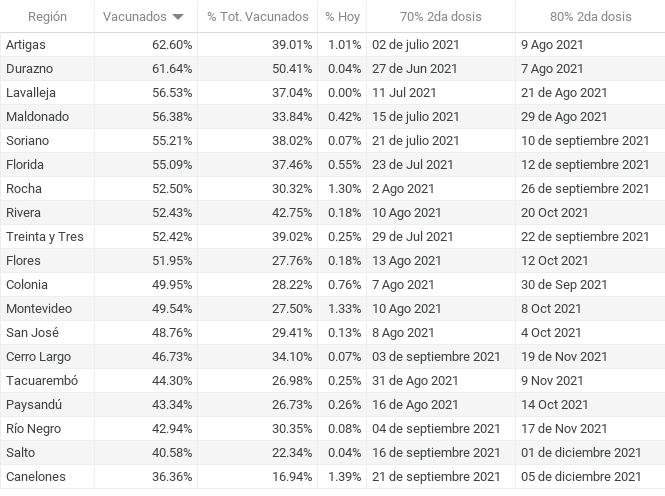 Región Vacunados % Tot. Vacunados % Hoy 70% 2da dosis 80% 2da dosis
Artigas 62.60% 39.01% 1.01% 02 de julio 2021 9 Ago 2021
Durazno 61.64% 50.41% 0.04% 27 de Jun 2021 7 Ago 2021
Lavalleja 56.53% 37.04% 0.00% 11 Jul 2021 21 de Ago 2021
Maldonado 56.38% 33.84% 0.42% 15 de julio 2021 29 de Ago 2021
Soriano 55.21% 38.02% 0.07% 21 de julio 2021 10 de septiembre 2021
Florida 55.09% 37.46% 0.55% 23 de Jul 2021 12 de septiembre 2021
Rocha 52.50% 30.32% 1.30% 2 Ago 2021 26 de septiembre 2021
Rivera 52.43% 42.75% 0.18% 10 Ago 2021 20 Oct 2021
Treinta y Tres 52.42% 39.02% 0.25% 29 de Jul 2021 22 de septiembre 2021
Flores 51.95% 27.76% 0.18% 13 Ago 2021 12 Oct 2021
Colonia 49.95% 28.22% 0.76% 7 Ago 2021 30 de Sep 2021
Montevideo 49.54% 27.50% 1.33% 10 Ago 2021 8 Oct 2021
San José 48.76% 29.41% 0.13% 8 Ago 2021 4 Oct 2021
Cerro Largo 46.73% 34.10% 0.07% 03 de septiembre 2021 19 de Nov 2021
Tacuarembó 44.30% 26.98% 0.25% 31 de Ago 2021 9 Nov 2021
Paysandú 43.34% 26.73% 0.26% 16 de Ago 2021 14 Oct 2021
Río Negro 42.94% 30.35% 0.08% 04 de septiembre 2021 17 de Nov 2021
Salto 40.58% 22.34% 0.04% 16 de septiembre 2021 01 de diciembre 2021
Canelones 36.36% 16.94% 1.39% 21 de septiembre 2021 05 de diciembre 2021